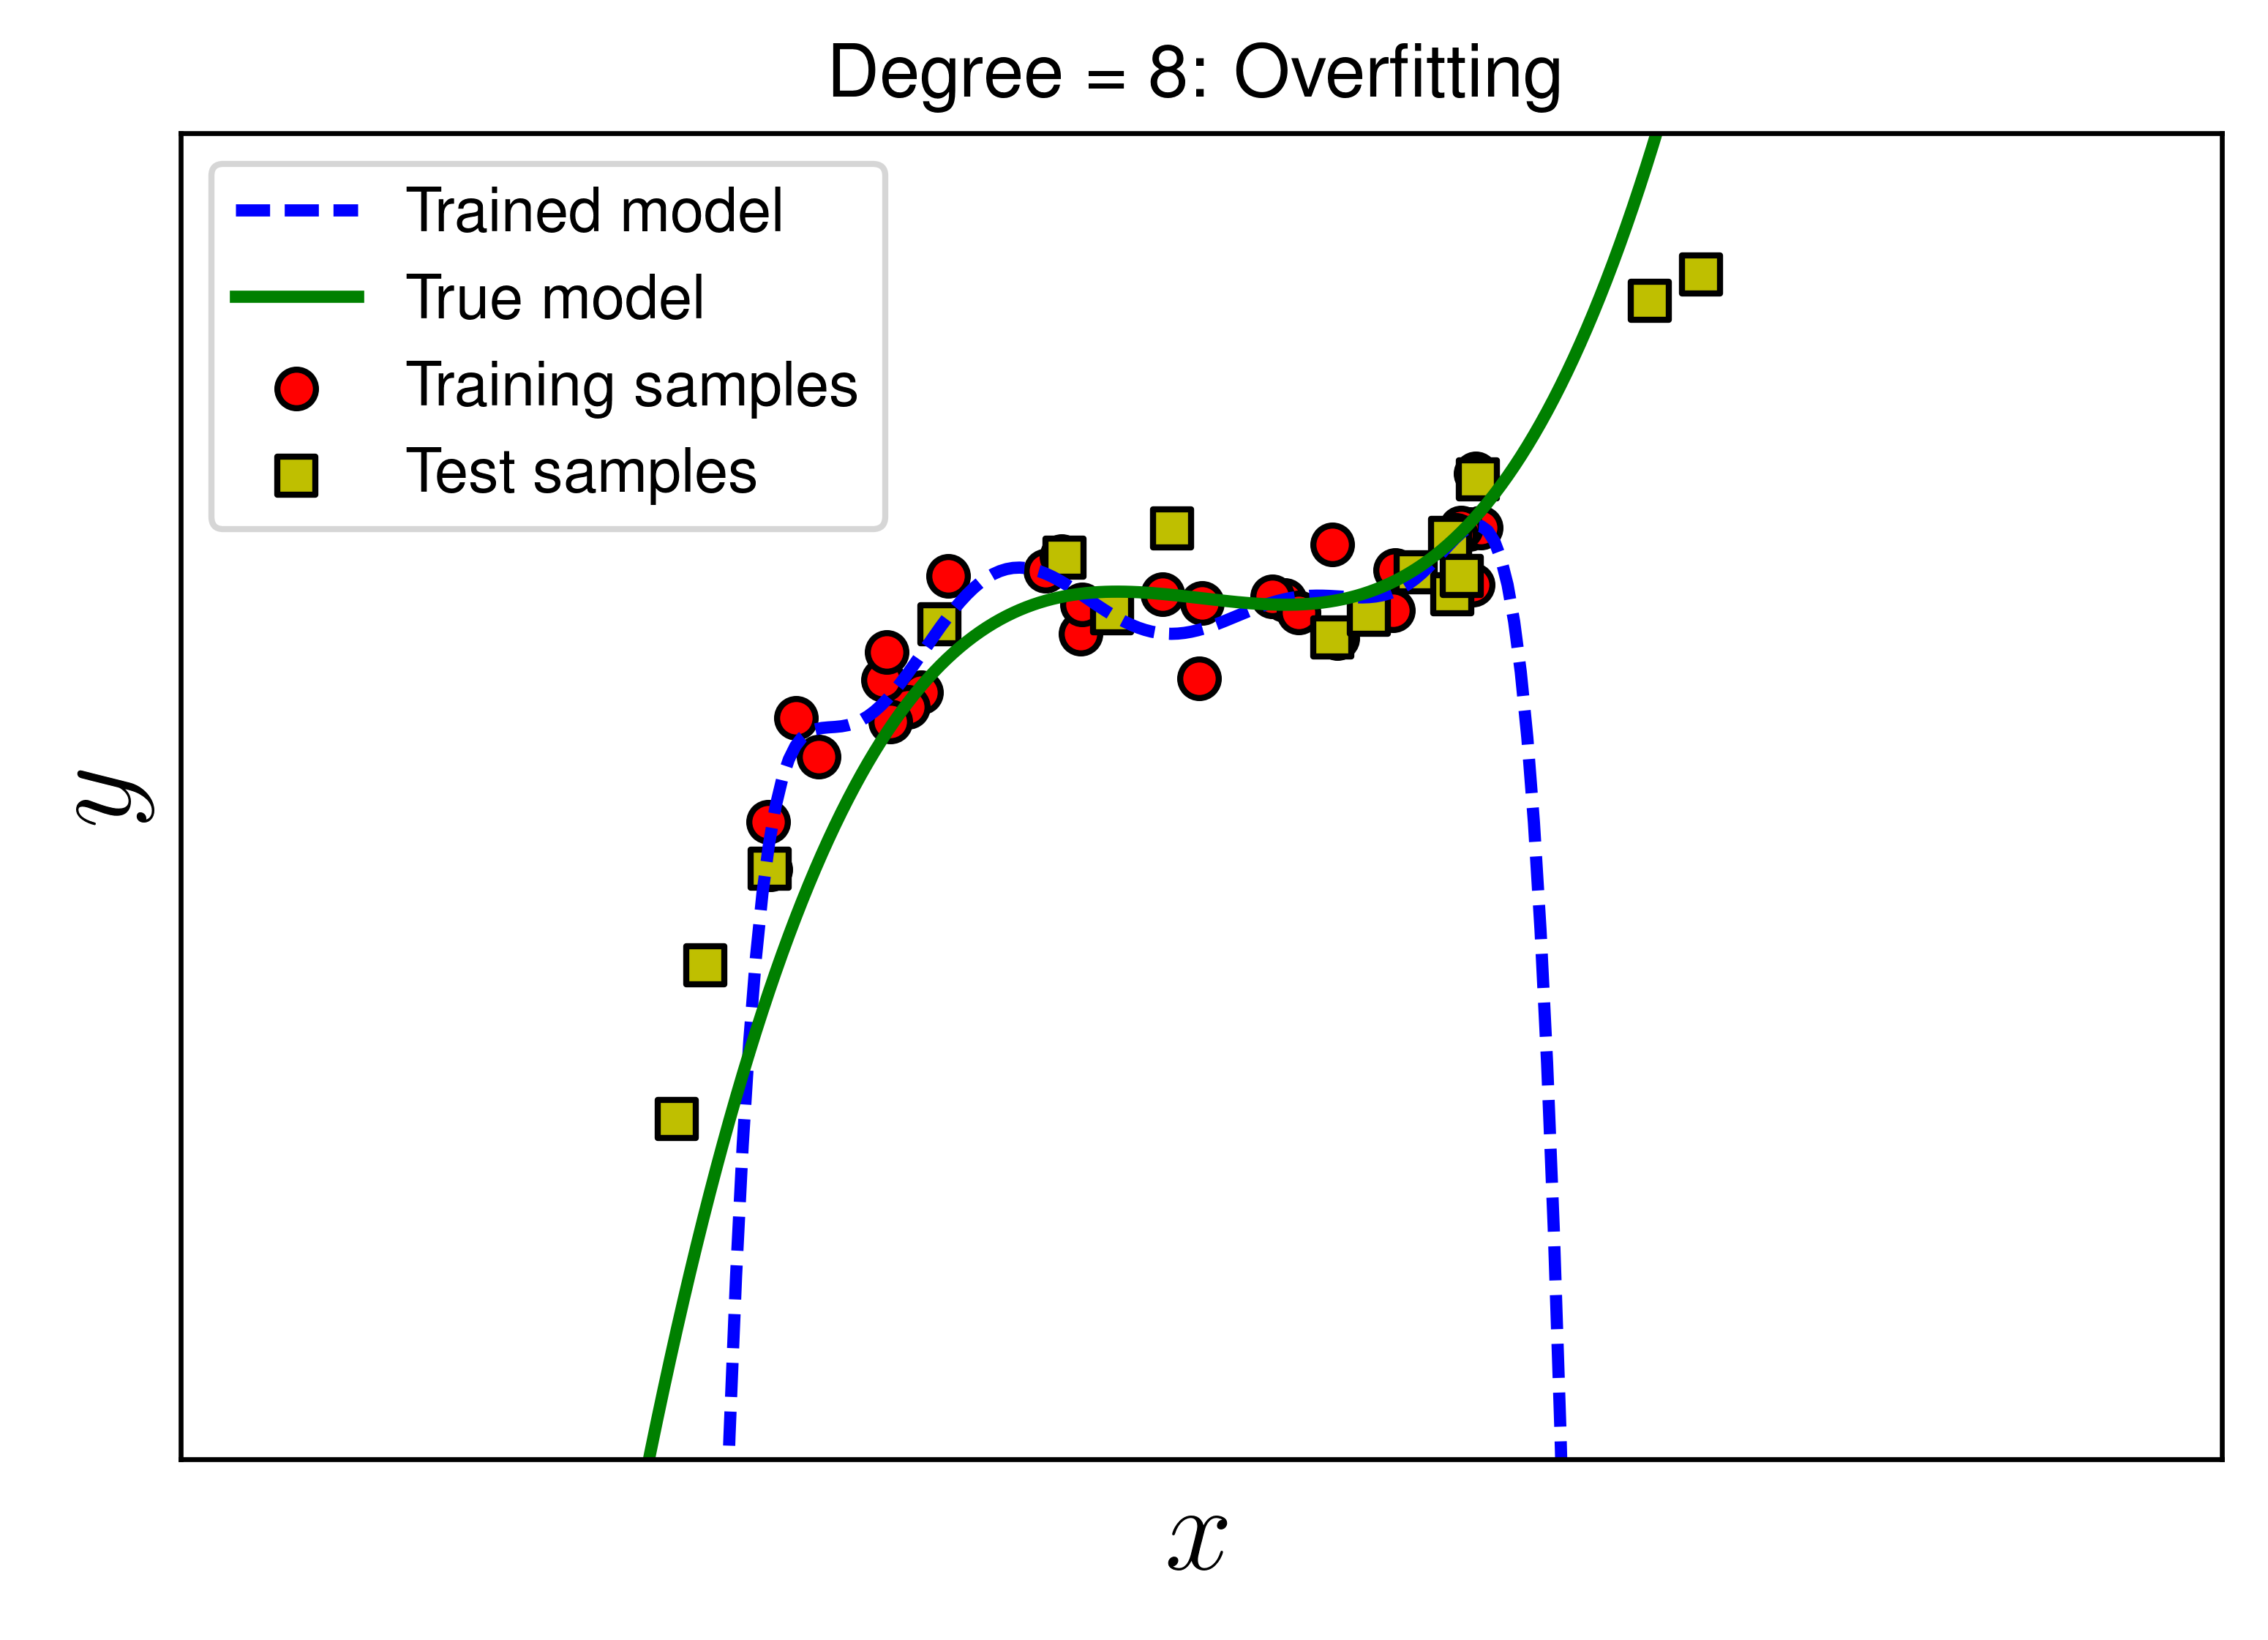 Degree = 8: Overfitting
Trained model
True model
Training samples
Test samples
y
x